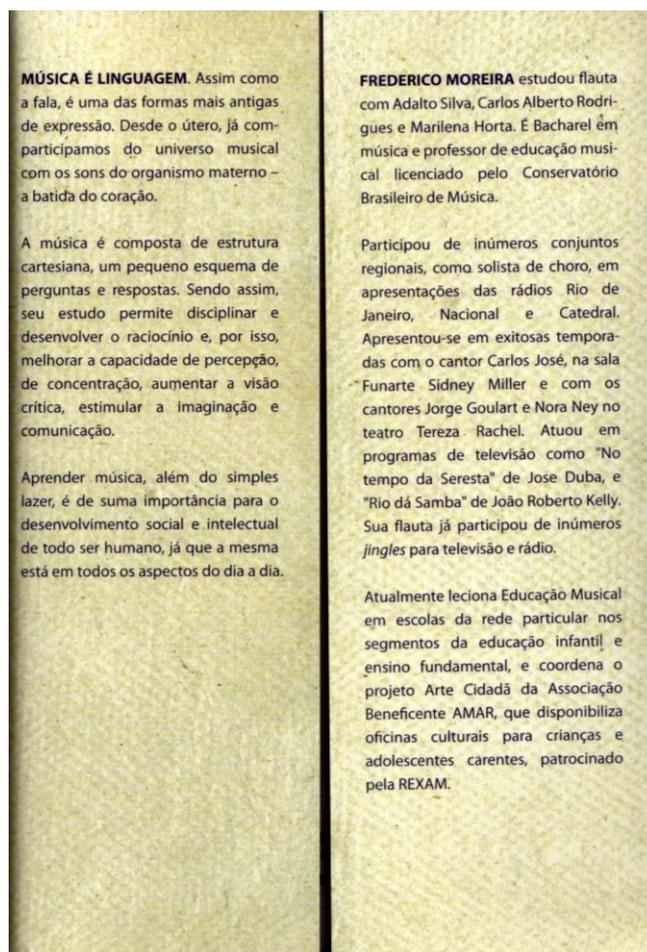 MÚSICA É LINGUAGEM. Assim como
a fala, é uma das formas mais antigas
de expressão. Desde o útero, já com-
participamos do universo musical
com os sons do organismo materno –
a batida do coração.
A música é composta de estrutura
cartesiana, um pequeno esquema de
perguntas e respostas. Sendo assim,
seu estudo permite disciplinar e
desenvolver o raciocínio e, por isso,
melhorar a capacidade de percepção,
de concentração, aumentar a visão
crítica, estimular a imaginação e
comunicação.
Aprender música, além do simples
lazer, é de suma importância para o
desenvolvimento social e intelectual
de todo ser humano, já que a mesma
está em todos os aspectos do dia a dia.
FREDERICO MOREIRA estudou flauta
com Adalto Silva, Carlos Alberto Rodri-
gues e Marilena Horta. É Bacharel em
música e professor de educação musi-
cal licenciado pelo Conservatório
Brasileiro de Música.
Participou de inúmeros conjuntos
regionais, como solista de choro, em
apresentações das rádios Rio de
Janeiro, Nacional e Catedral.
Apresentou-se em exitosas tempora-
das com o cantor Carlos José, na sala
Funarte Sidney Miller e com os
cantores Jorge Goulart e Nora Ney no
teatro Tereza Rachel. Atuou em
programas de televisão como "No
tempo da Seresta" de Jose Duba, e
"Rio dá Samba" de João Roberto Kelly.
Sua flauta já participou de inúmeros
jingles para televisão e rádio.
Atualmente leciona Educação Musical
em escolas da rede particular nos
segmentos da educação infantil e
ensino fundamental, e coordena o
projeto Arte Cidadã da Associação
Beneficente AMAR, que disponibiliza
oficinas culturais para crianças e
adolescentes carentes, patrocinado
pela REXAM.